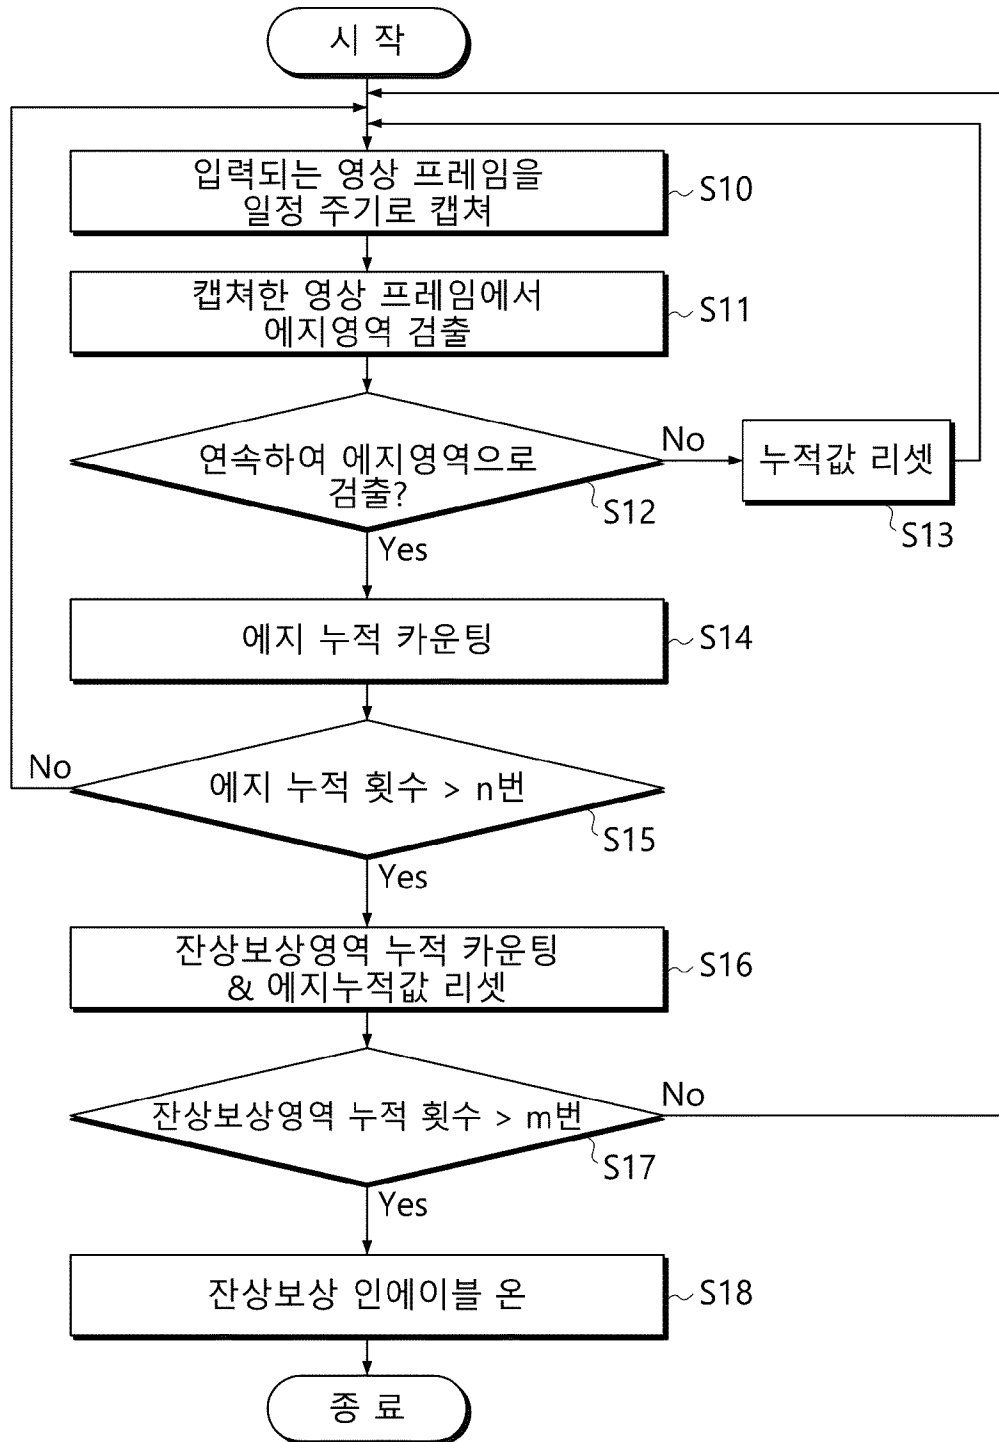 시 작
입력되는 영상 프레임을
일정 주기로 캡쳐
S10
캡쳐한 영상 프레임에서
에지영역 검출
S11
연속하여 에지영역으로
검출?
S12
No
누적값 리셋
S13
Yes
에지 누적 카운팅
S14
No
에지 누적 횟수 > n번
S15
Yes
잔상보상영역 누적 카운팅
& 에지누적값 리셋
S16
잔상보상영역 누적 횟수 > m번
No
S17
Yes
잔상보상 인에이블 온
S18
종 료